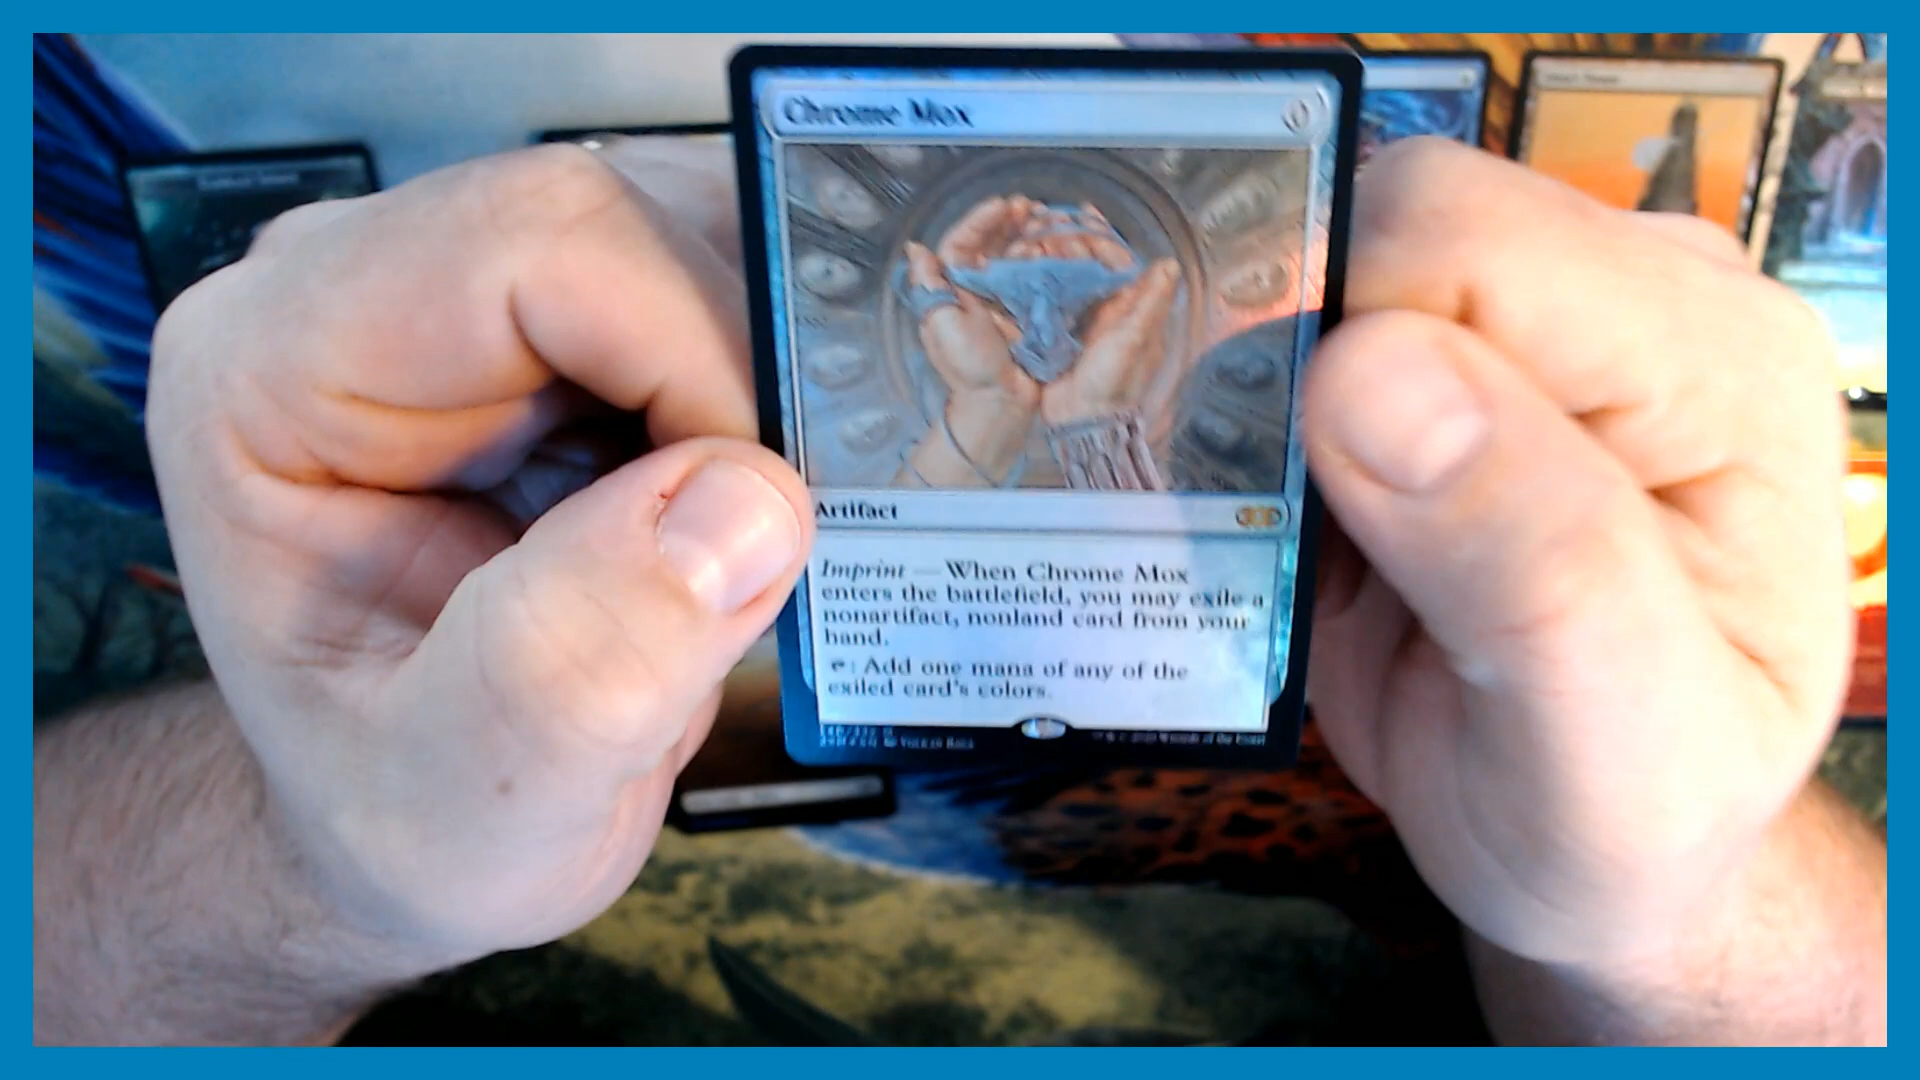 Chrome Mox
0
Artifact
Imprint — When Chrome Mox
enters the battlefield, you may exile a
nonartifact, nonland card from your
hand.
: Add one mana of any of the
exiled card's colors.